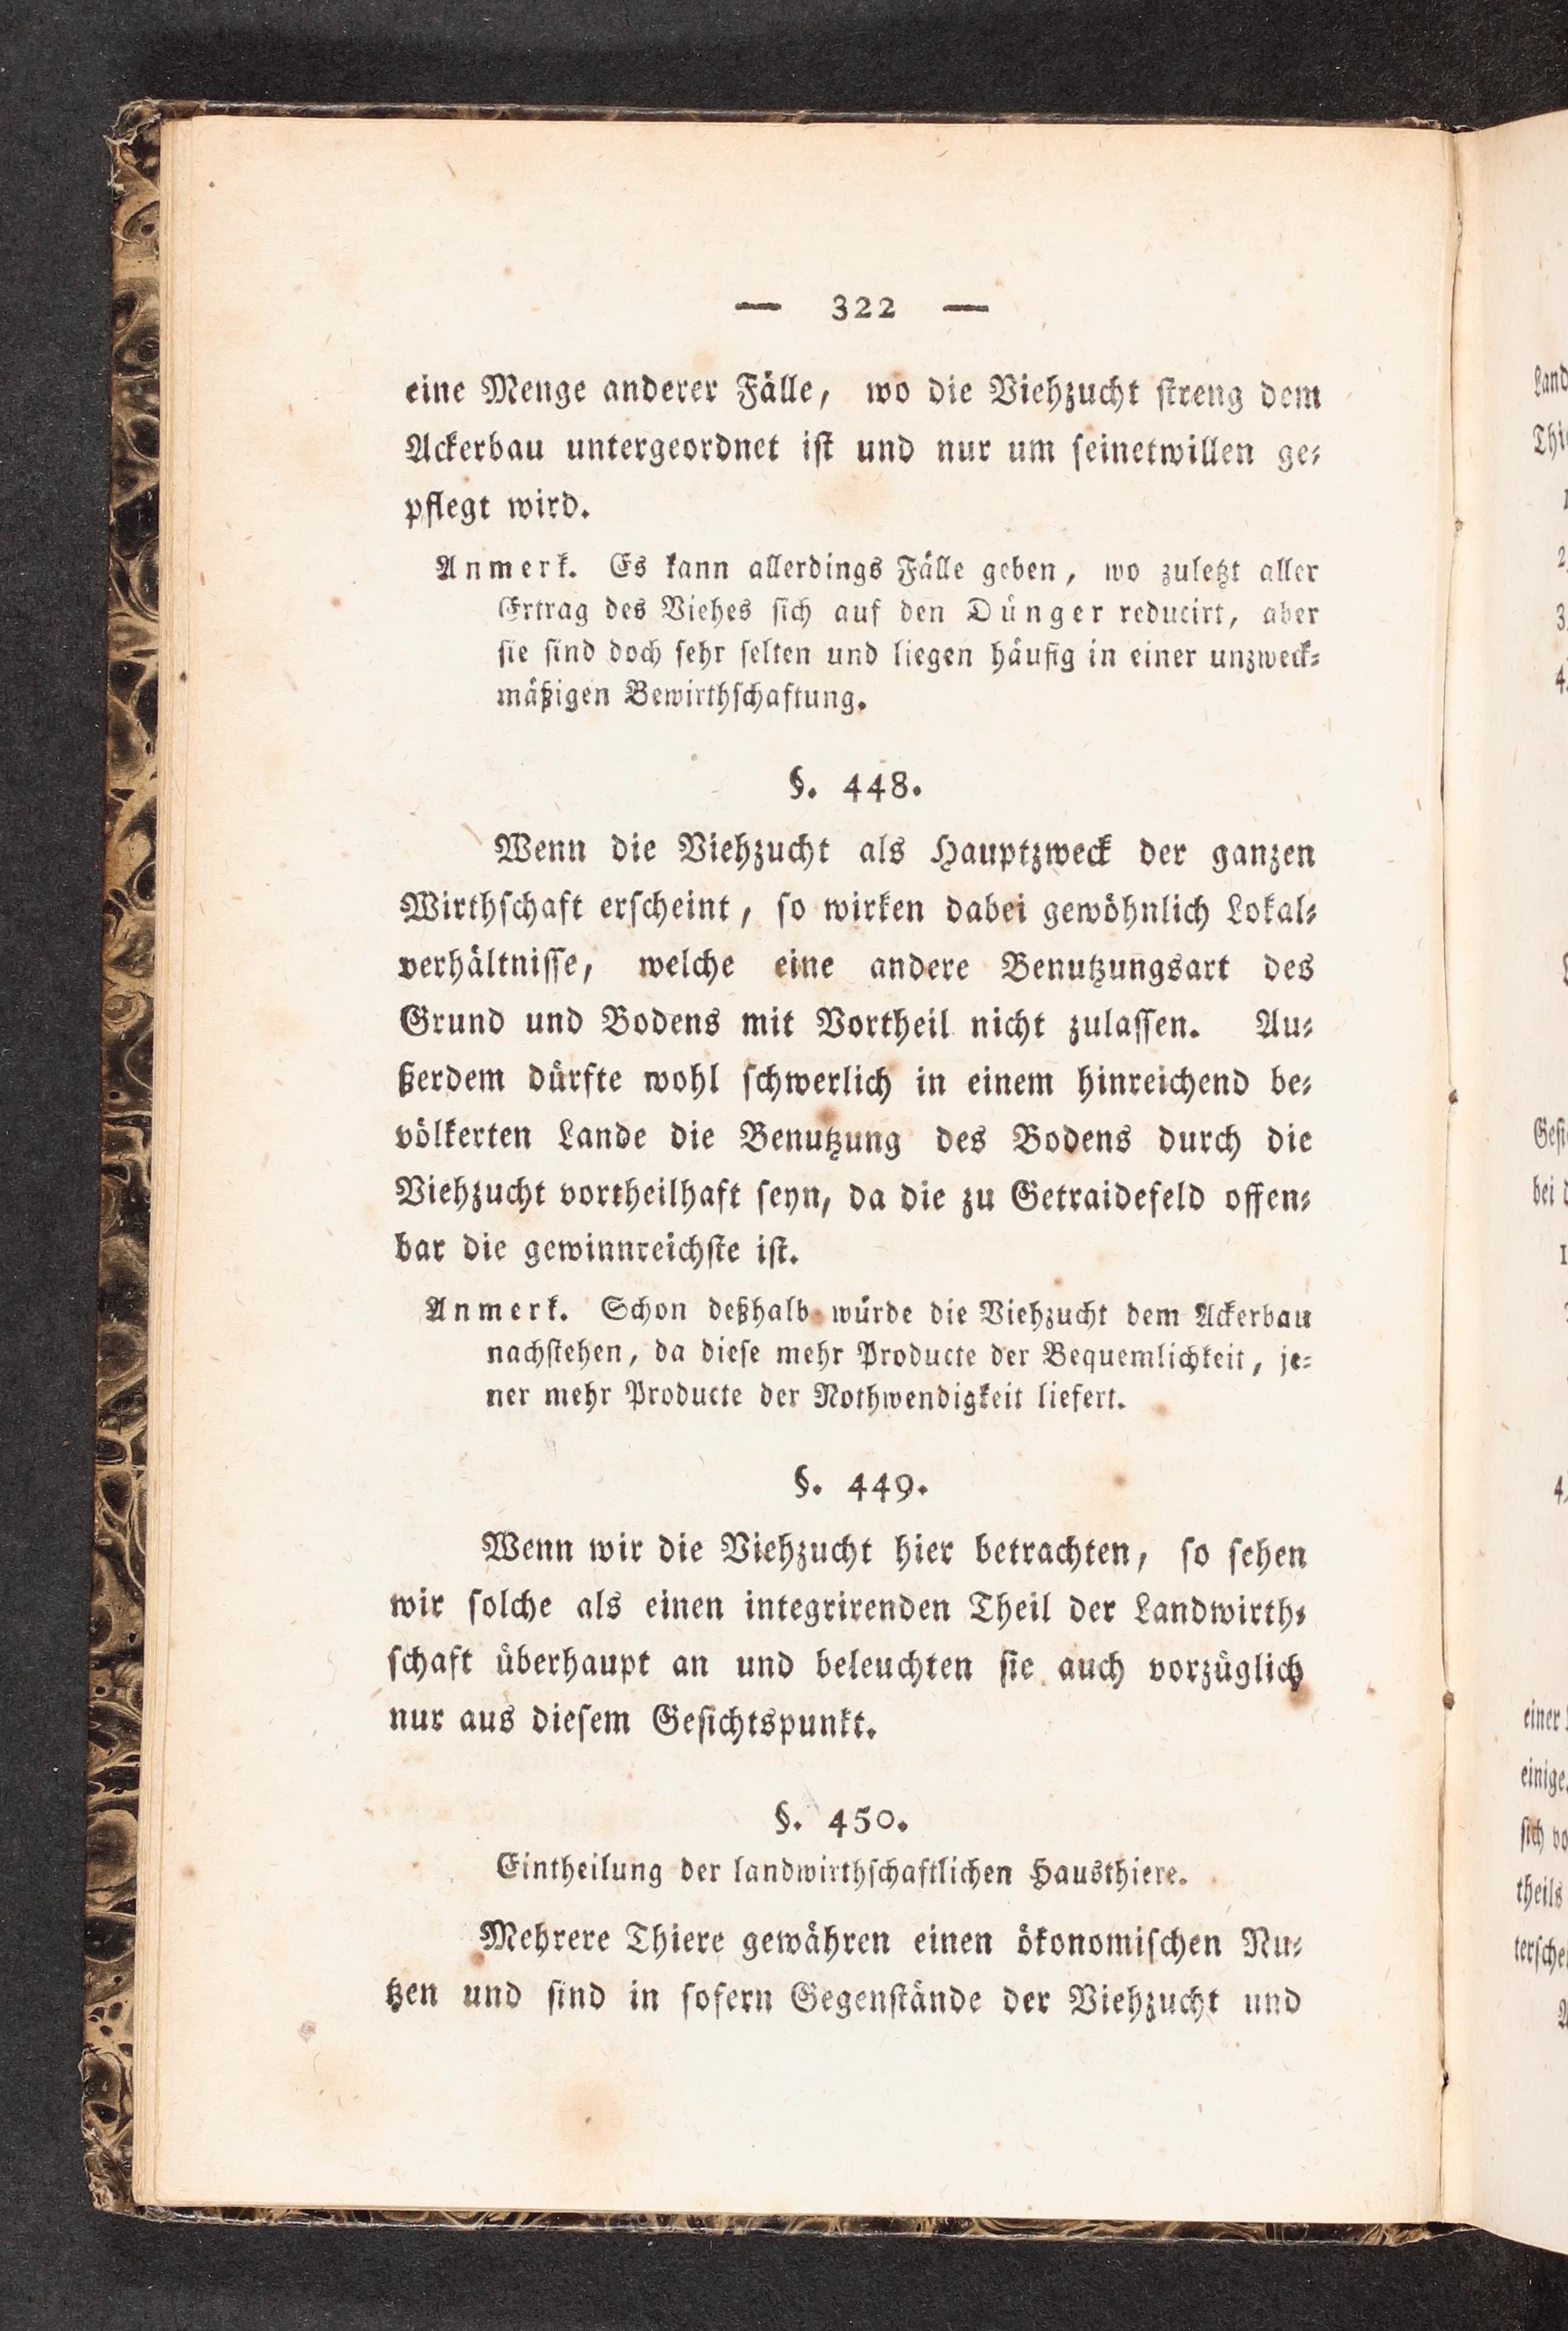 — 322 —
eine Menge anderer Fälle, wo die Viehzucht streng dem
Ackerbau untergeordnet ist und nur um seinetwillen ge-
pflegt wird.
Anmerk. Es kann allerdings Fälle geben, wo zuletzt aller
Ertrag des Viehes sich auf den Dünger reducirt, aber
sie sind doch sehr selten und liegen häufig in einer unzweck-
mäßigen Bewirthschaftung.
§. 448.
Wenn die Viehzucht als Hauptzweck der ganzen
Wirthschaft erscheint, so wirken dabei gewöhnlich Lokal-
verhältnisse, welche eine andere Benutzungsart des
Grund und Bodens mit Vortheil nicht zulassen. Au-
ßerdem dürfte wohl schwerlich in einem hinreichend be-
völkerten Lande die Benutzung des Bodens durch die
Viehzucht vortheilhaft seyn, da die zu Getraidefeld offen-
bar die gewinnreichste ist.
Anmerk. Schon deßhalb würde die Viehzucht dem Ackerbau
nachstehen, da diese mehr Producte der Bequemlichkeit, je-
ner mehr Producte der Nothwendigkeit liefert.
§. 449.
Wenn wir die Viehzucht hier betrachten, so sehen
wir solche als einen integrirenden Theil der Landwirth-
schaft überhaupt an und beleuchten sie auch vorzüglich
nur aus diesem Gesichtspunkt.
§. 450.
Eintheilung der landwirthschaftlichen Hausthiere.
Mehrere Thiere gewähren einen ökonomischen Nu-
tzen und sind in sofern Gegenstände der Viehzucht und